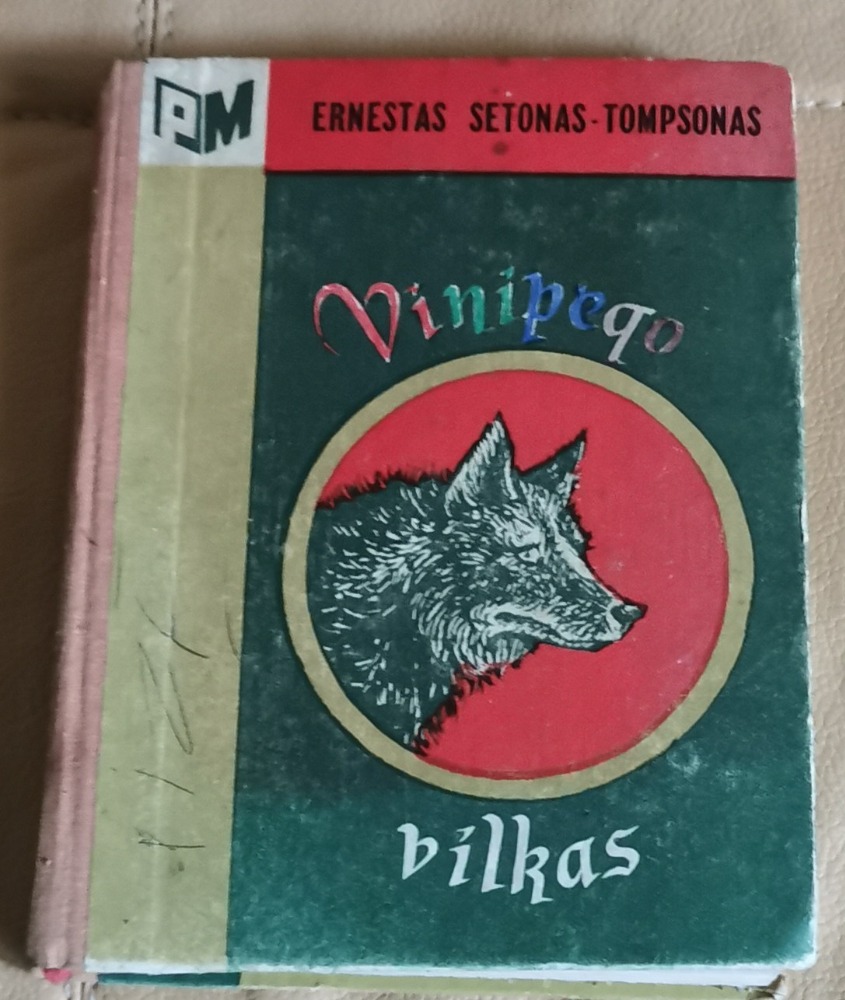 PM
ERNESTAS SETONAS-TOMPSONAS
Vinipego
vilkas